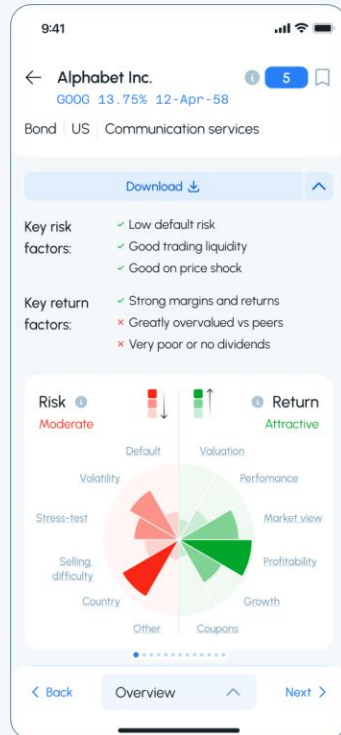 9:41
Alphabet Inc.
5
GOOG 13.75% 12-Apr-58
Bond US Communication services
Download
Key risk factors:
Low default risk
Good trading liquidity
Good on price shock
Key return factors:
Strong margins and returns
Greatly overvalued vs peers
Very poor or no dividends
Risk
Moderate
Return
Attractive
Default
Volatility
Stress-test
Selling difficulty
Country
Other
Valuation
Perfomance
Market view
Profitability
Growth
Coupons
Back
Overview
Next